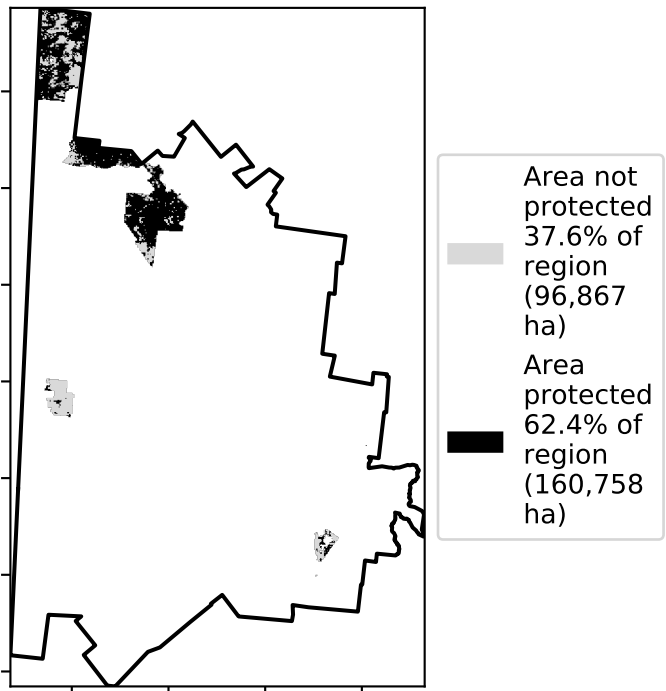 Area not
protected
37.6% of
region
(96,867
ha)
Area
protected
62.4% of
region
(160,758
ha)